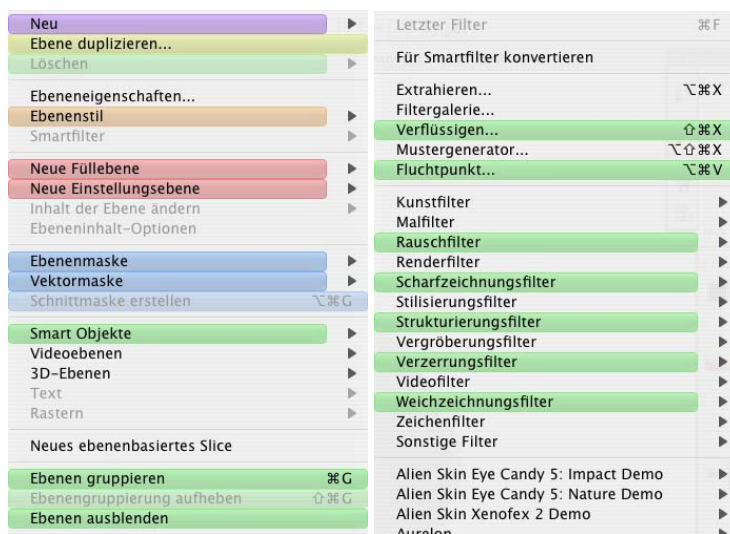 Neu
Ebene duplizieren...
Löschen
Ebeneneigenschaften...
Ebenenstil
Smartfilter
Neue Füllebene
Neue Einstellungsebene
Inhalt der Ebene ändern
Ebeneninhalt-Optionen
Ebenenmaske
Vektormaske
Schnittmaske erstellen ⌥⌘G
Smart Objekte
Videoebenen
3D-Ebenen
Text
Rastern
Neues ebenenbasiertes Slice
Ebenen gruppieren ⌘G
Ebenengruppierung aufheben ⇧⌘G
Ebenen ausblenden
Letzter Filter ⌘F
Für Smartfilter konvertieren
Extrahieren... ⌥⌘X
Filtergalerie...
Verflüssigen... ⇧⌘X
Mustergenerator... ⌥⇧⌘X
Fluchtpunkt... ⌥⌘V
Kunstfilter
Malfilter
Rauschfilter
Renderfilter
Scharfzeichnungsfilter
Stilisierungsfilter
Strukturierungsfilter
Vergröberungsfilter
Verzerrungsfilter
Videofilter
Weichzeichnungsfilter
Zeichenfilter
Sonstige Filter
Alien Skin Eye Candy 5: Impact Demo
Alien Skin Eye Candy 5: Nature Demo
Alien Skin Xenofex 2 Demo
Aurelon